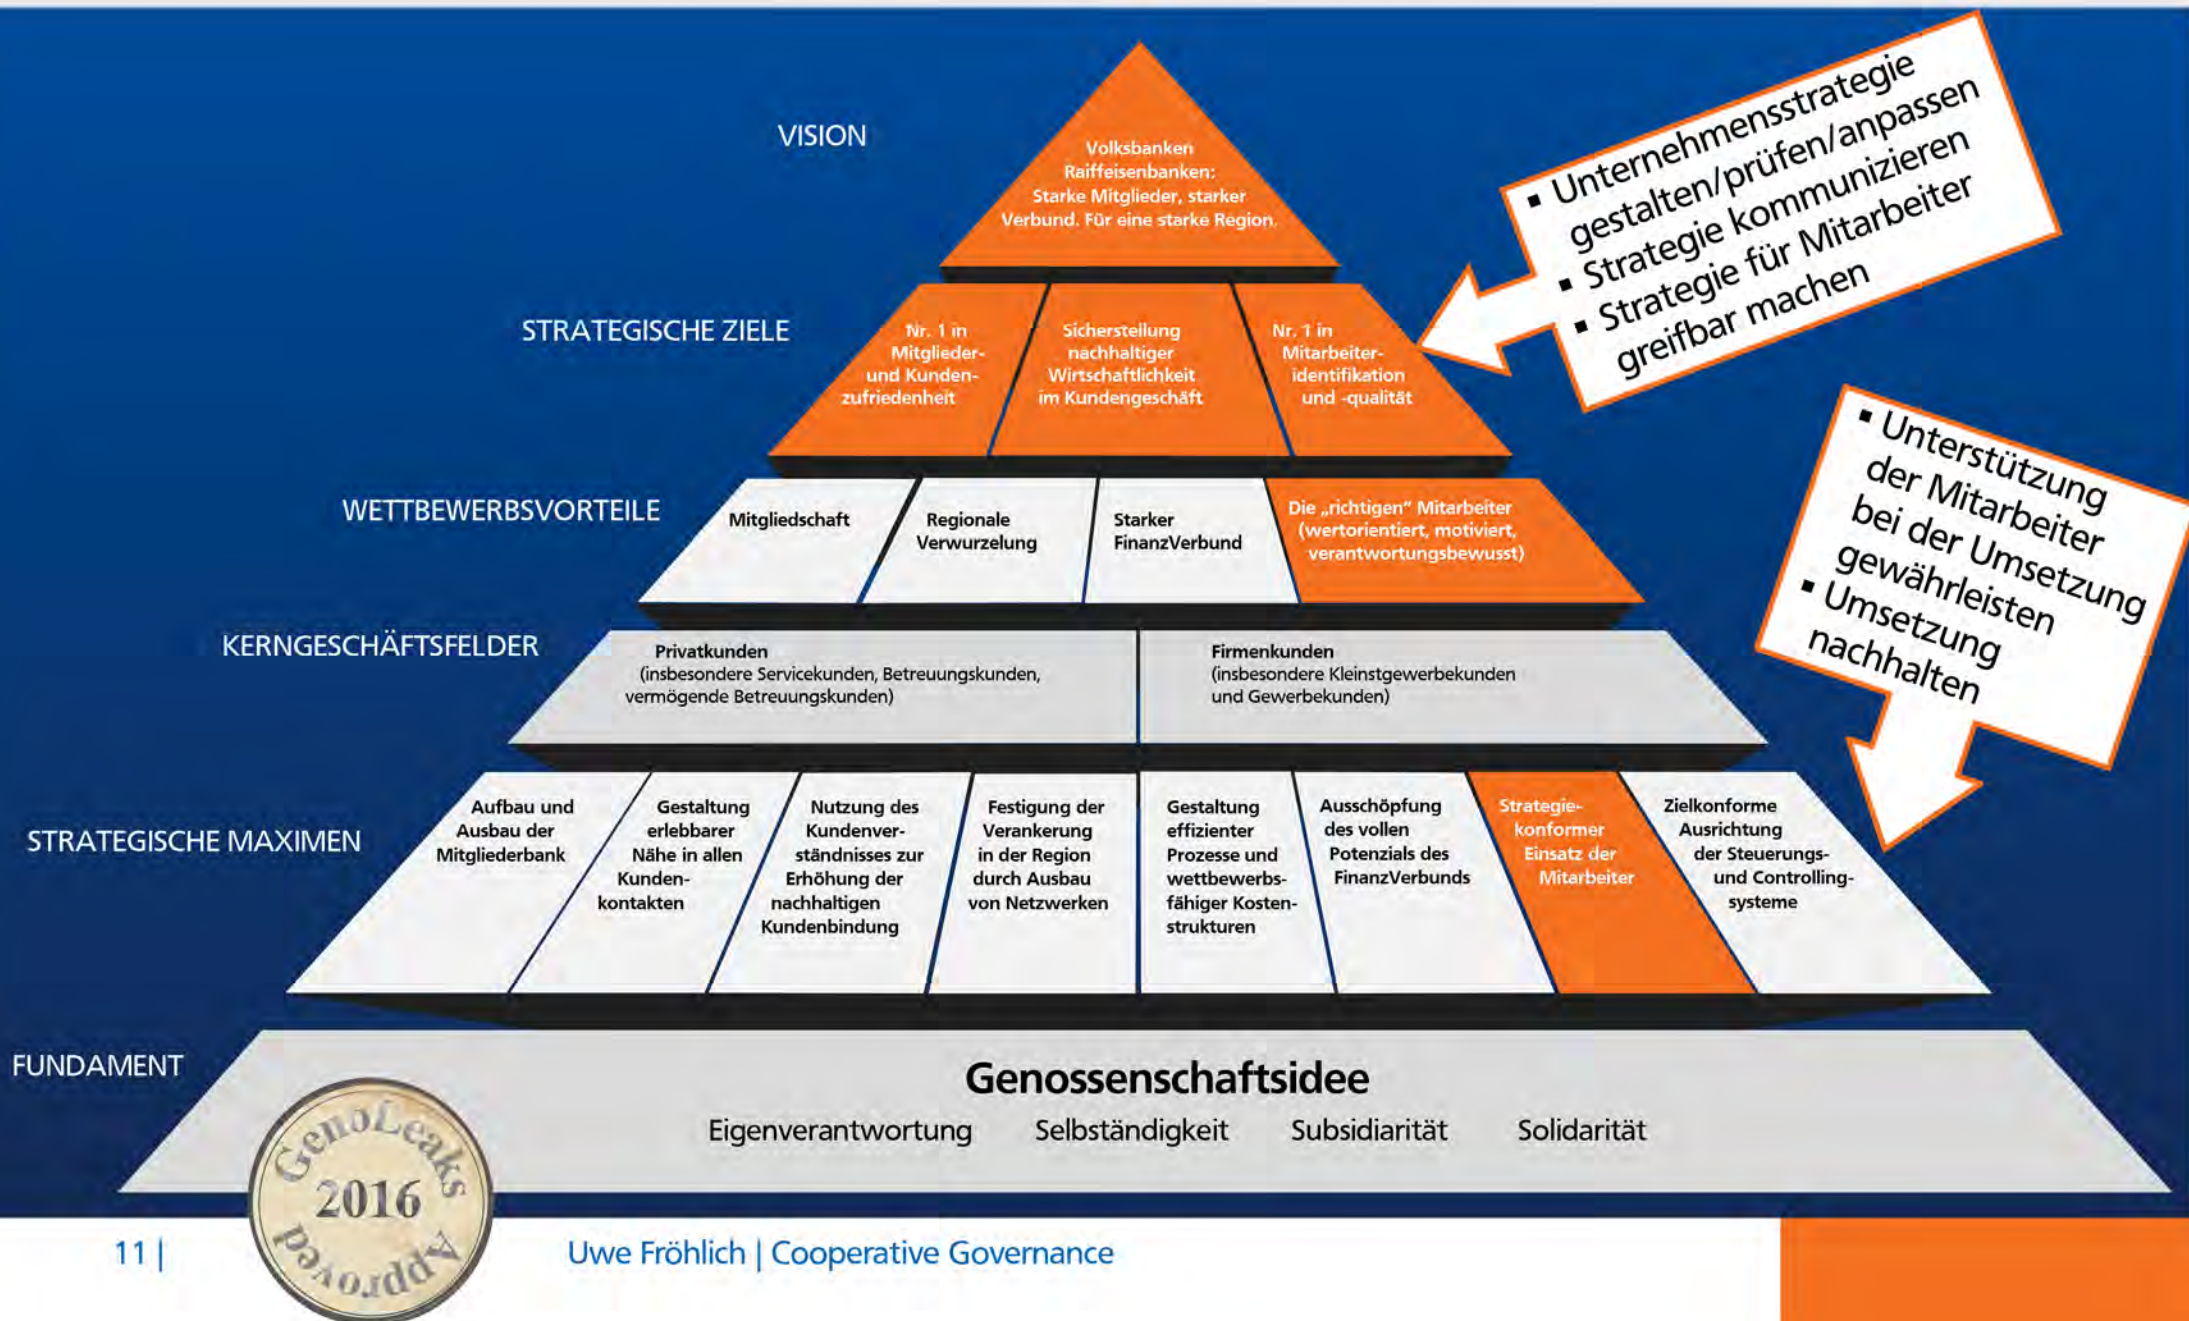 VISION
Volksbanken
Raiffeisenbanken:
Starke Mitglieder, starker
Verbund. Für eine starke Region.
STRATEGISCHE ZIELE
Nr. 1 in
Mitglieder-
und Kunden-
zufriedenheit
Sicherstellung
nachhaltiger
Wirtschaftlichkeit
im Kundengeschäft
Nr. 1 in
Mitarbeiter-
identifikation
und -qualität
▪ Unternehmensstrategie
gestalten/prüfen/anpassen
▪ Strategie kommunizieren
▪ Strategie für Mitarbeiter
greifbar machen
WETTBEWERBSVORTEILE
Mitgliedschaft
Regionale
Verwurzelung
Starker
FinanzVerbund
Die „richtigen“ Mitarbeiter
(wertorientiert, motiviert,
verantwortungsbewusst)
▪ Unterstützung
der Mitarbeiter
bei der Umsetzung
gewährleisten
▪ Umsetzung
nachhalten
KERNGESCHÄFTSFELDER
Privatkunden
(insbesondere Servicekunden, Betreuungskunden,
vermögende Betreuungskunden)
Firmenkunden
(insbesondere Kleinstgewerbekunden
und Gewerbekunden)
STRATEGISCHE MAXIMEN
Aufbau und
Ausbau der
Mitgliederbank
Gestaltung
erlebbarer
Nähe in allen
Kunden-
kontakten
Nutzung des
Kundenver-
ständnisses zur
Erhöhung der
nachhaltigen
Kundenbindung
Festigung der
Verankerung
in der Region
durch Ausbau
von Netzwerken
Gestaltung
effizienter
Prozesse und
wettbewerbs-
fähiger Kosten-
strukturen
Ausschöpfung
des vollen
Potenzials des
FinanzVerbunds
Strategie-
konformer
Einsatz der
Mitarbeiter
Zielkonforme
Ausrichtung
der Steuerungs-
und Controlling-
systeme
FUNDAMENT
Genossenschaftsidee
Eigenverantwortung Selbständigkeit Subsidiarität Solidarität
GenoLeaks
2016
Approved
11 |
Uwe Fröhlich | Cooperative Governance